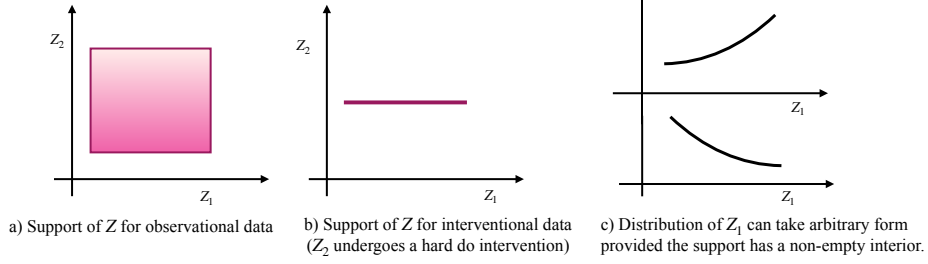 Z2
Z1
a) Support of Z for observational data
Z2
Z1
b) Support of Z for interventional data
(Z2 undergoes a hard do intervention)
Z1
Z1
c) Distribution of Z1 can take arbitrary form
provided the support has a non-empty interior.